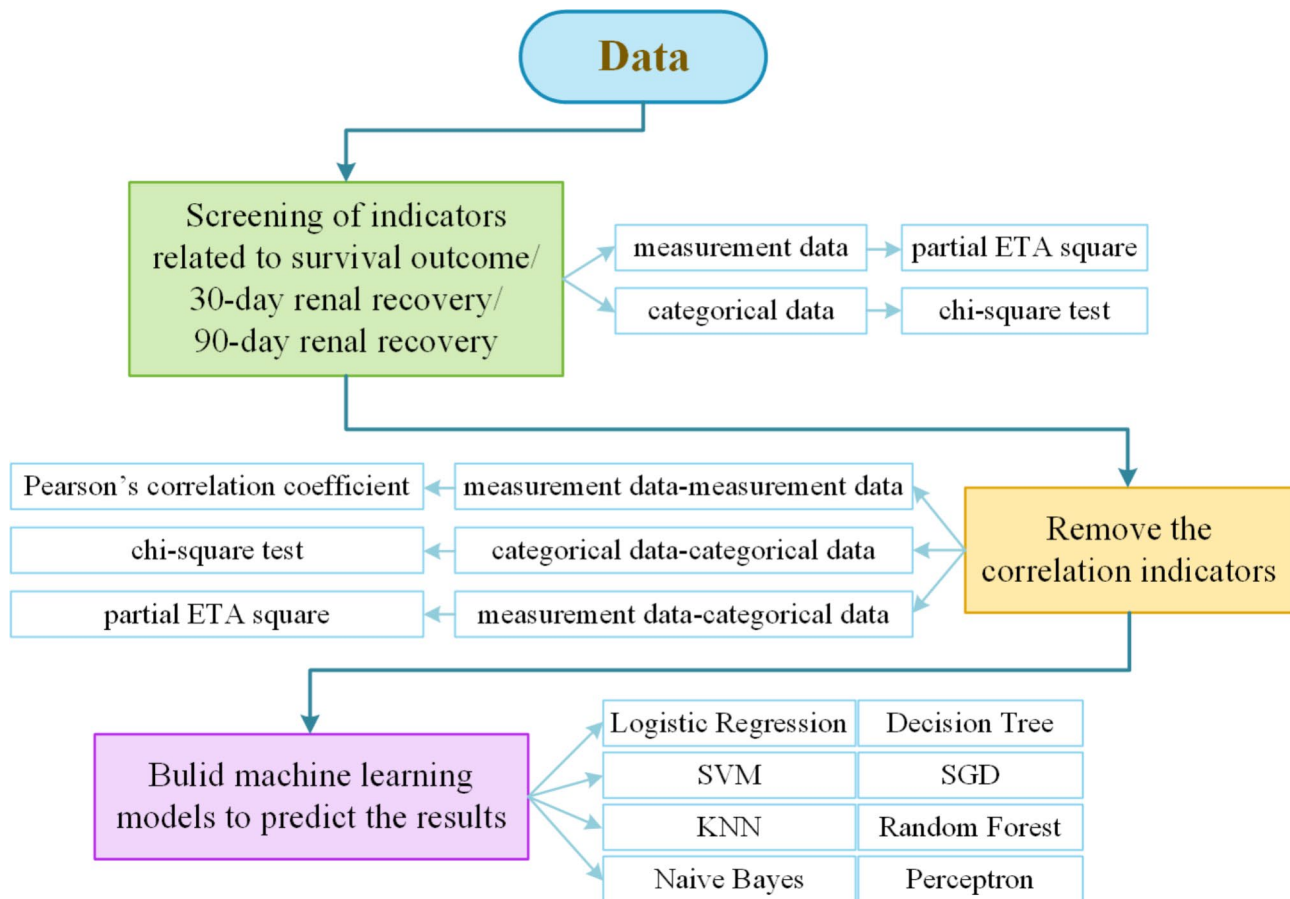 Data
Screening of indicators
related to survival outcome/
30-day renal recovery/
90-day renal recovery
measurement data
partial ETA square
categorical data
chi-square test
Pearson’s correlation coefficient
measurement data-measurement data
chi-square test
categorical data-categorical data
partial ETA square
measurement data-categorical data
Remove the
correlation indicators
Bulid machine learning
models to predict the results
Logistic Regression
Decision Tree
SVM
SGD
KNN
Random Forest
Naive Bayes
Perceptron